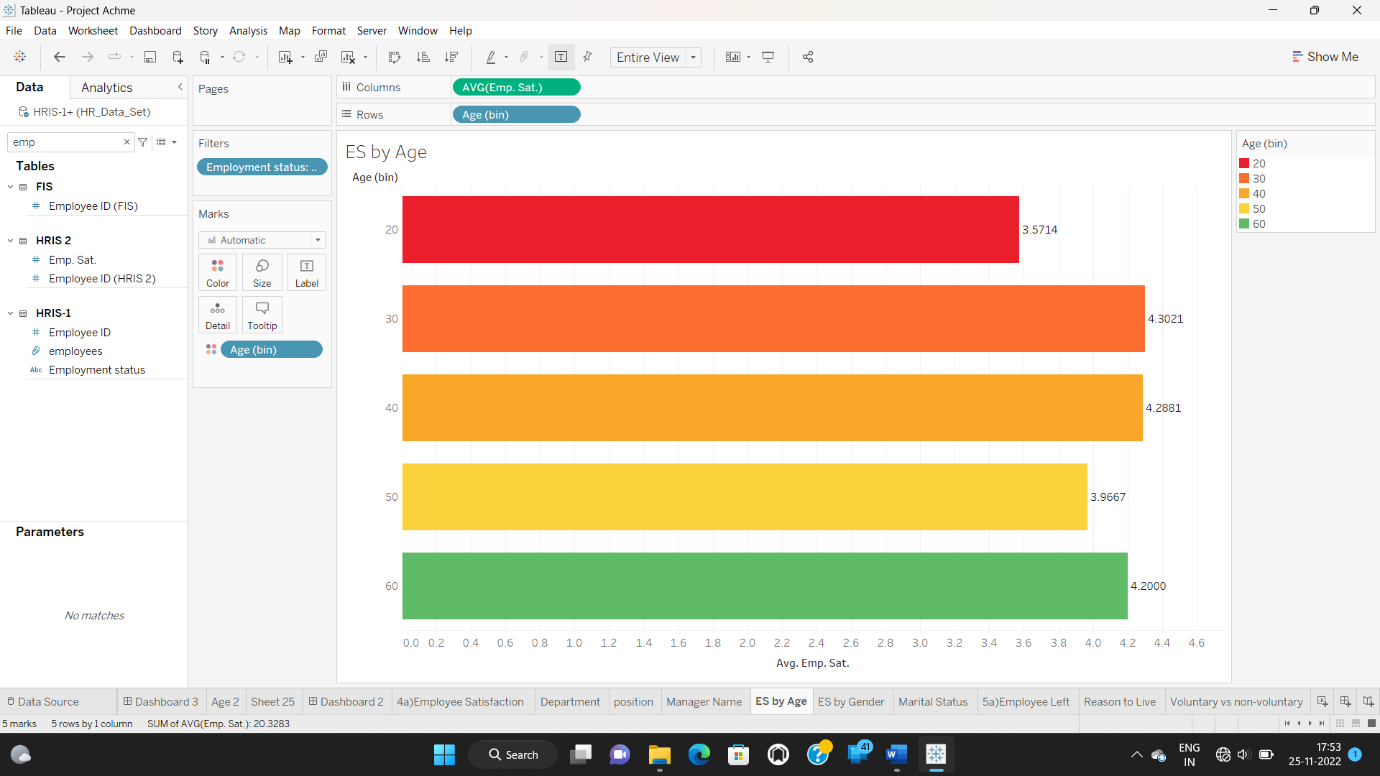 Tableau - Project Achme
File Data Worksheet Dashboard Story Analysis Map Format Server Window Help
Entire View
Show Me
Data Analytics
HRIS-1+ (HR_Data_Set)
emp
Tables
FIS
Employee ID (FIS)
HRIS 2
Emp. Sat.
Employee ID (HRIS 2)
HRIS-1
Employee ID
employees
Abc Employment status
Parameters
No matches
Pages
Filters
Employment status: ..
Marks
Automatic
Color Size Label
Detail Tooltip
Age (bin)
Columns AVG(Emp. Sat.)
Rows Age (bin)
ES by Age
Age (bin)
20 3.5714
30 4.3021
40 4.2881
50 3.9667
60 4.2000
0.0 0.2 0.4 0.6 0.8 1.0 1.2 1.4 1.6 1.8 2.0 2.2 2.4 2.6 2.8 3.0 3.2 3.4 3.6 3.8 4.0 4.2 4.4 4.6
Avg. Emp. Sat.
Age (bin)
20
30
40
50
60
Data Source Dashboard 3 Age 2 Sheet 25 Dashboard 2 4a)Employee Satisfaction Department position Manager Name ES by Age ES by Gender Marital Status 5a)Employee Left Reason to Live Voluntary vs non-voluntary
5 marks 5 rows by 1 column SUM of AVG(Emp. Sat.): 20.3283
Search
41
W
ENG
IN
17:53
25-11-2022
1